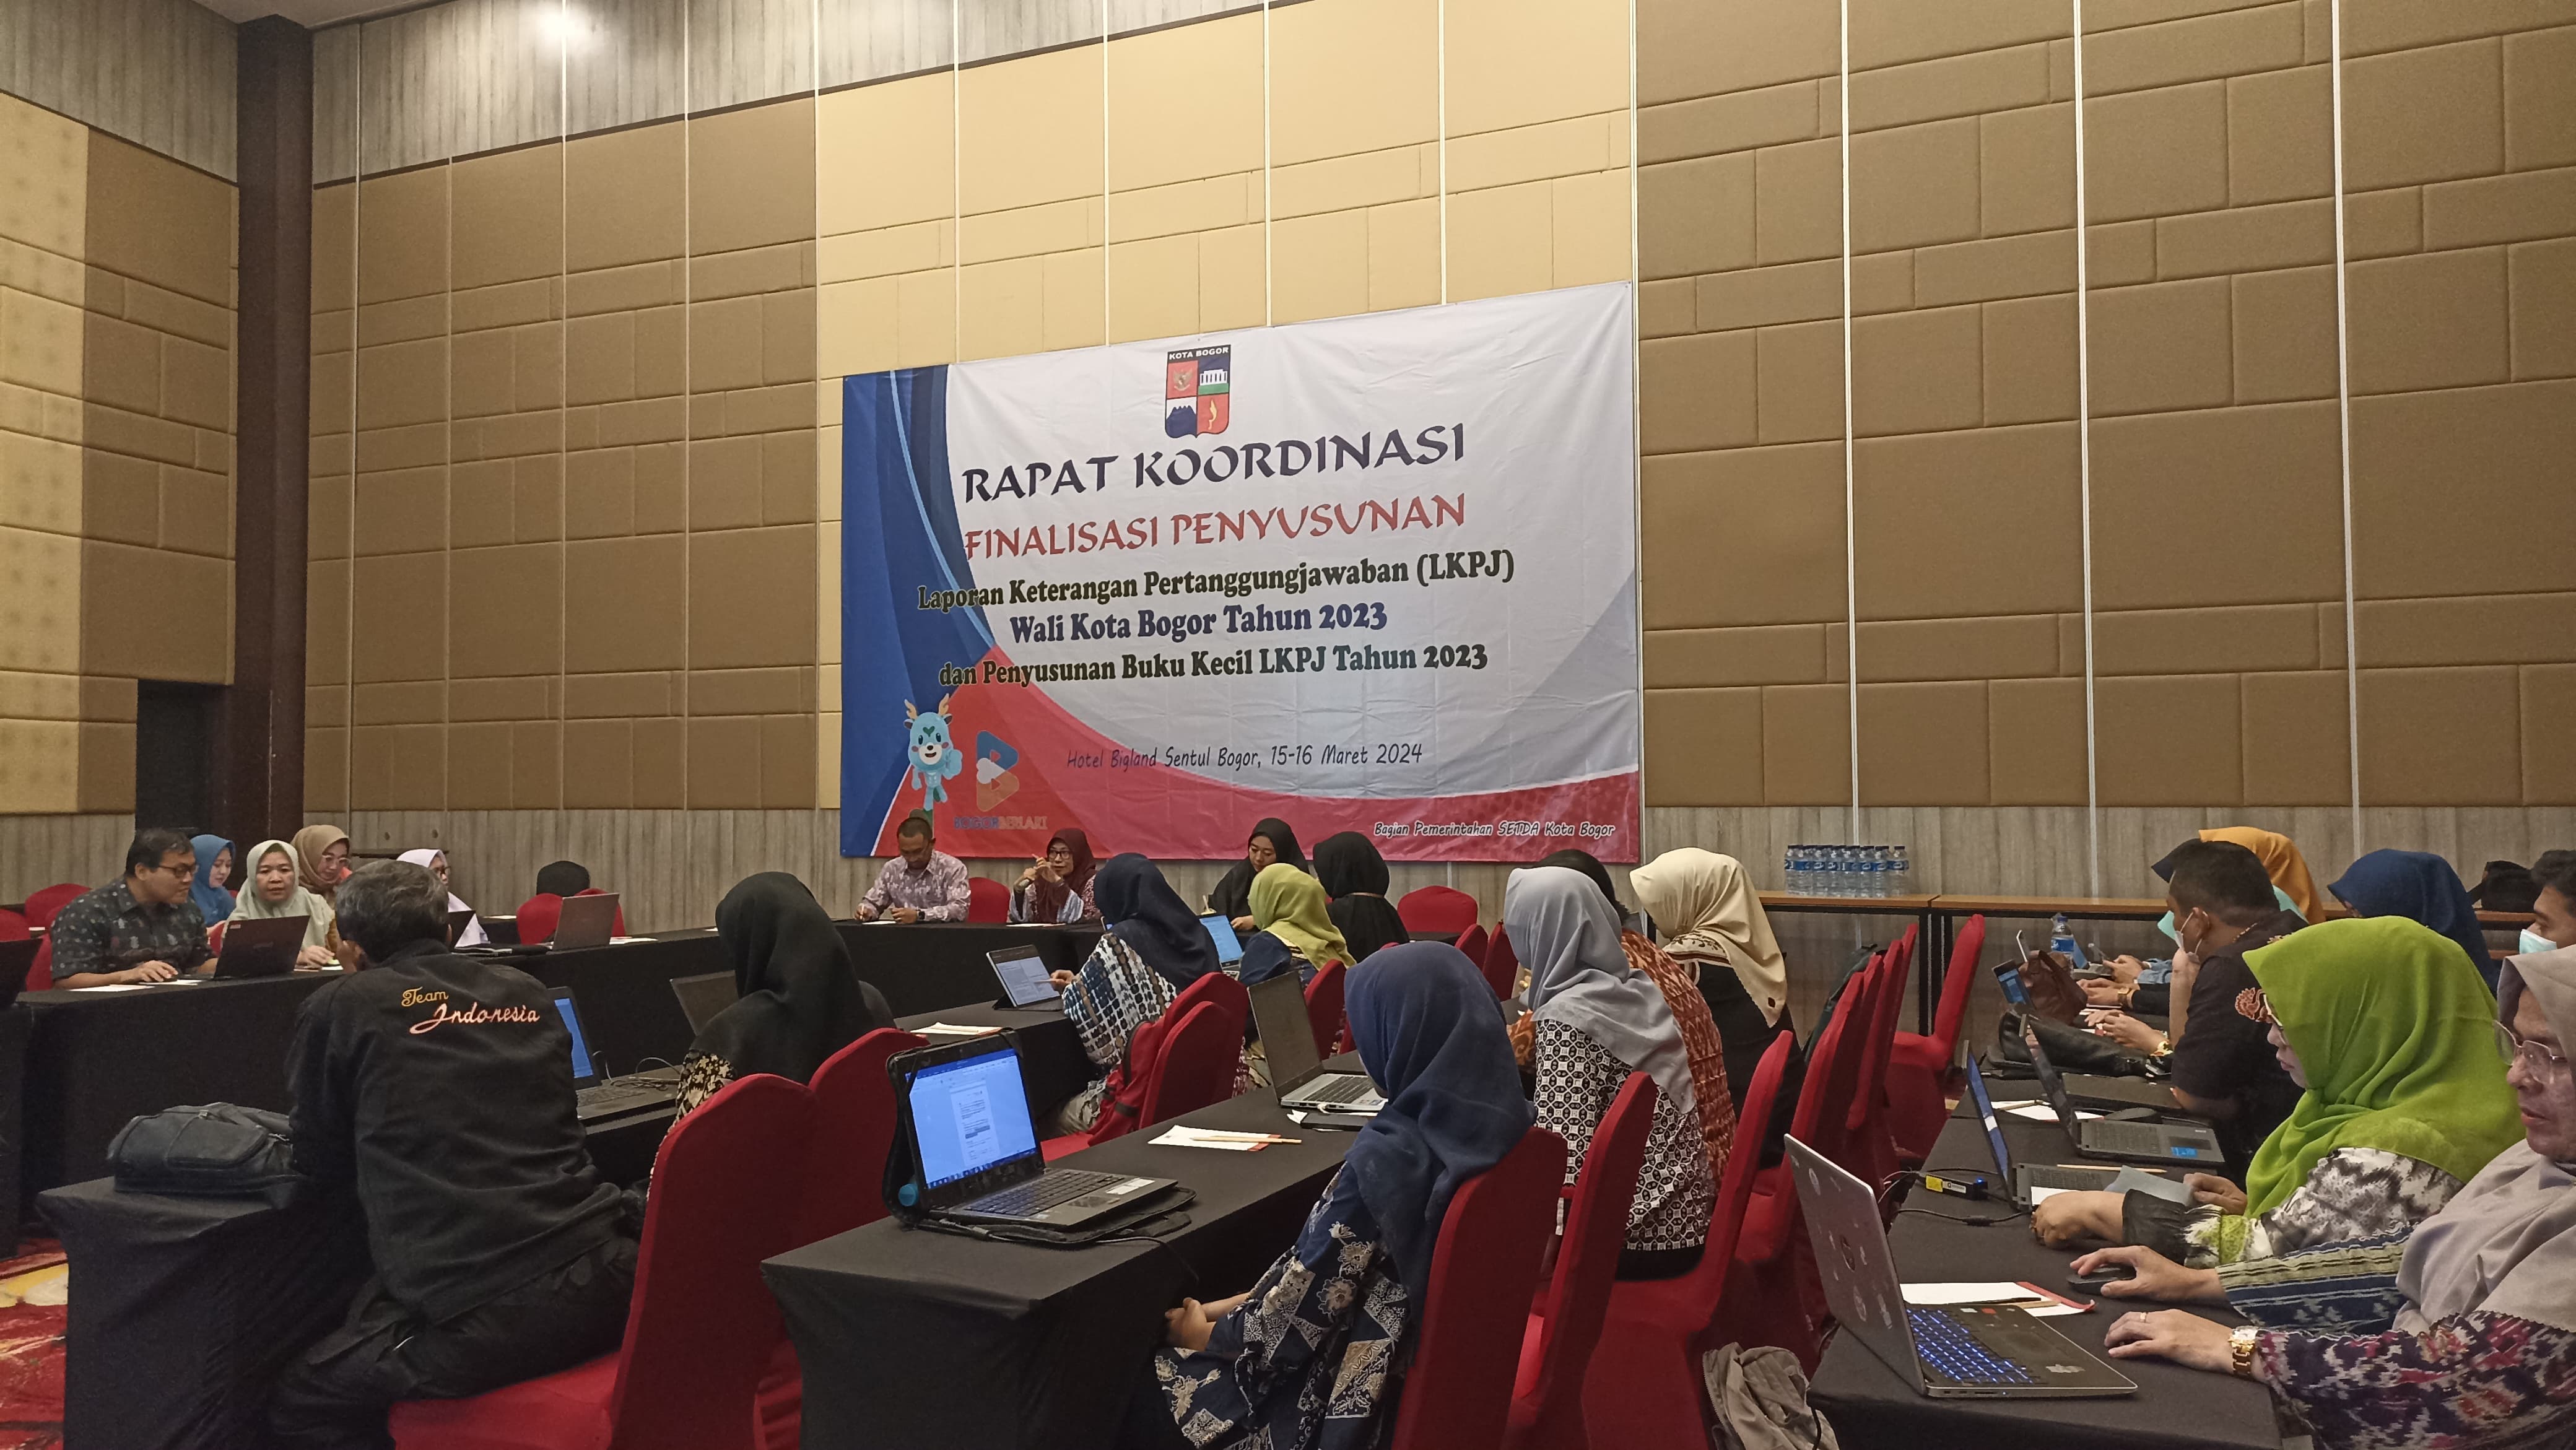 KOTA BOGOR
RAPAT KOORDINASI
FINALISASI PENYUSUNAN
Laporan Keterangan Pertanggungjawaban (LKPJ)
Wali Kota Bogor Tahun 2023
dan Penyusunan Buku Kecil LKPJ Tahun 2023
Hotel Bigland Sentul Bogor, 15-16 Maret 2024
BOGORBERLARI
Bagian Pemerintahan SETDA Kota Bogor
Team
Indonesia